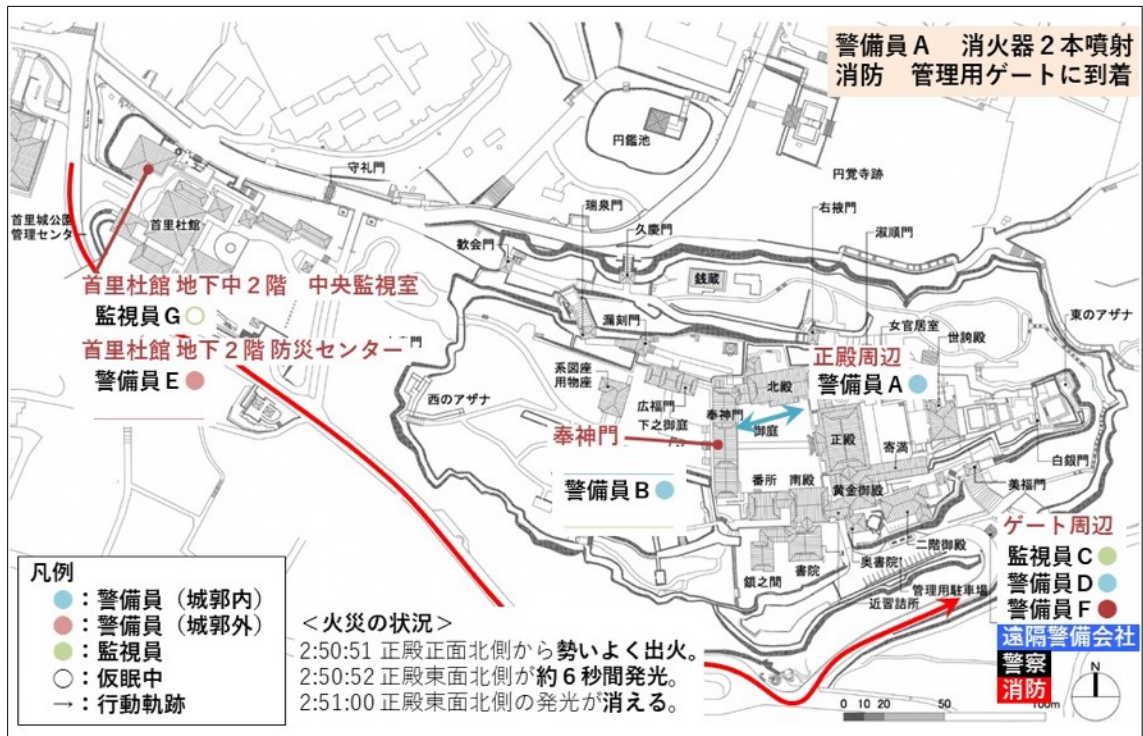 警備員A 消火器2本噴射
消防 管理用ゲートに到着
円鑑池
円覚寺跡
守礼門
瑞泉門
右掖門
首里城公園
管理センター
首里杜館
歓会門
久慶門
淑順門
銭蔵
首里杜館 地下中2階 中央監視室
監視員G
首里杜館 地下2階 防災センター
警備員E
漏刻門
女官居室
世誇殿
東のアザナ
正殿周辺
警備員A
系図座
用物座
西のアザナ
北殿
広福門
下之御庭
奉神門
御庭
正殿
寄満
奉神門
白銀門
警備員B
番所
南殿
黄金御殿
美福門
ゲート周辺
監視員C
警備員D
警備員F
遠隔警備会社
警察
消防
二階御殿
奥書院
書院
鎖之間
管理用駐車場
近習詰所
凡例
:警備員(城郭内)
:警備員(城郭外)
:監視員
:仮眠中
→:行動軌跡
<火災の状況>
2:50:51 正殿正面北側から勢いよく出火。
2:50:52 正殿東面北側が約6秒間発光。
2:51:00 正殿東面北側の発光が消える。
N
0 10 20 50 100m